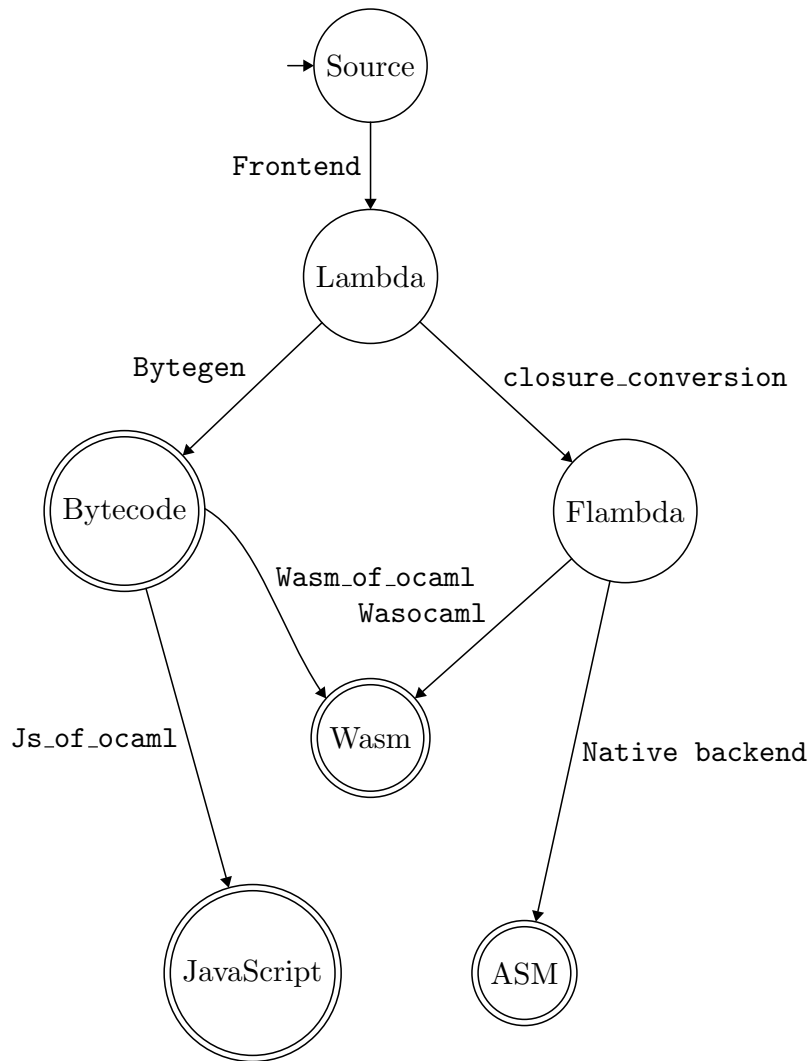 Source
Frontend
Lambda
Bytegen
closure_conversion
Bytecode
Flambda
Wasm_of_ocaml
Wasocaml
Js_of_ocaml
Wasm
Native backend
JavaScript
ASM